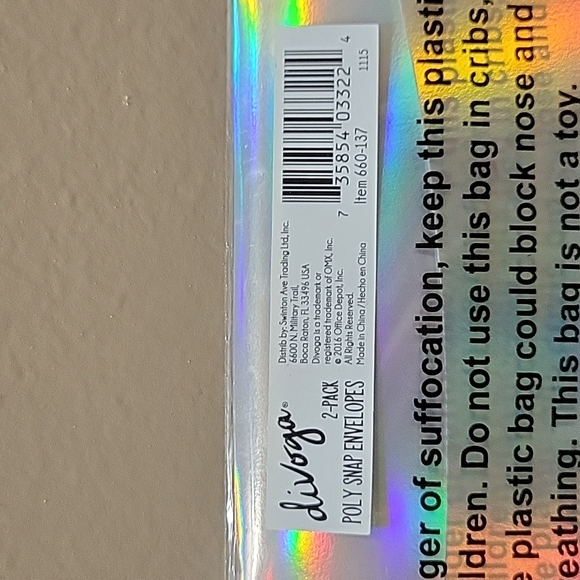 divoga®
2-PACK
POLY SNAP ENVELOPES
Distrib by: Swinton Ave Trading Ltd, Inc.
6600 N. Military Trail,
Boca Raton, FL 33496 USA
Divoga is a trademark or
registered trademark of OMX, Inc.
© 2016 Office Depot, Inc.
All Rights Reserved.
Made in China / Hecho en China
7 35854 03322 4
Item 660-137 1115
ger of suffocation, keep this plasti
ldren. Do not use this bag in cribs,
e plastic bag could block nose and
eathing. This bag is not a toy.